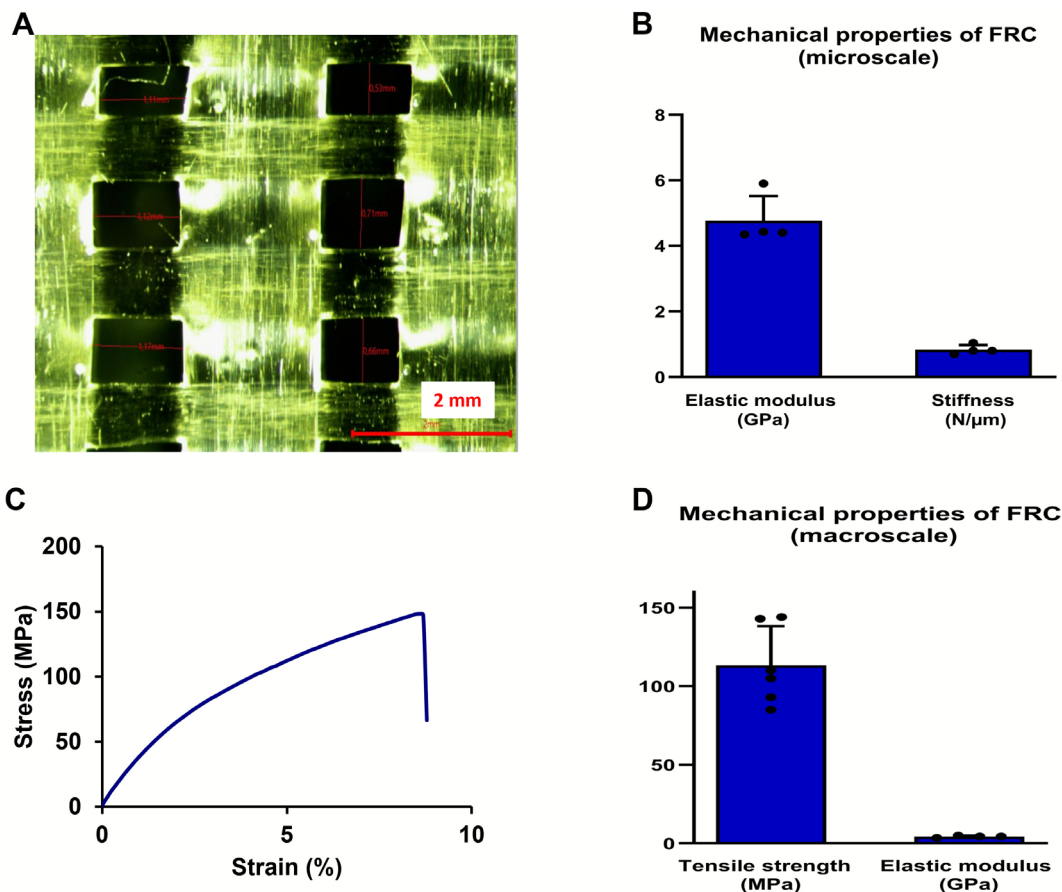 A
1,11mm
0,53mm
1,12mm
0,71mm
1,17mm
0,66mm
2 mm
2mm
B
Mechanical properties of FRC
(microscale)
8
6
4
2
0
Elastic modulus
(GPa)
Stiffness
(N/µm)
C
200
150
100
50
0
Stress (MPa)
0
5
10
Strain (%)
D
Mechanical properties of FRC
(macroscale)
150
100
50
0
Tensile strength
(MPa)
Elastic modulus
(GPa)